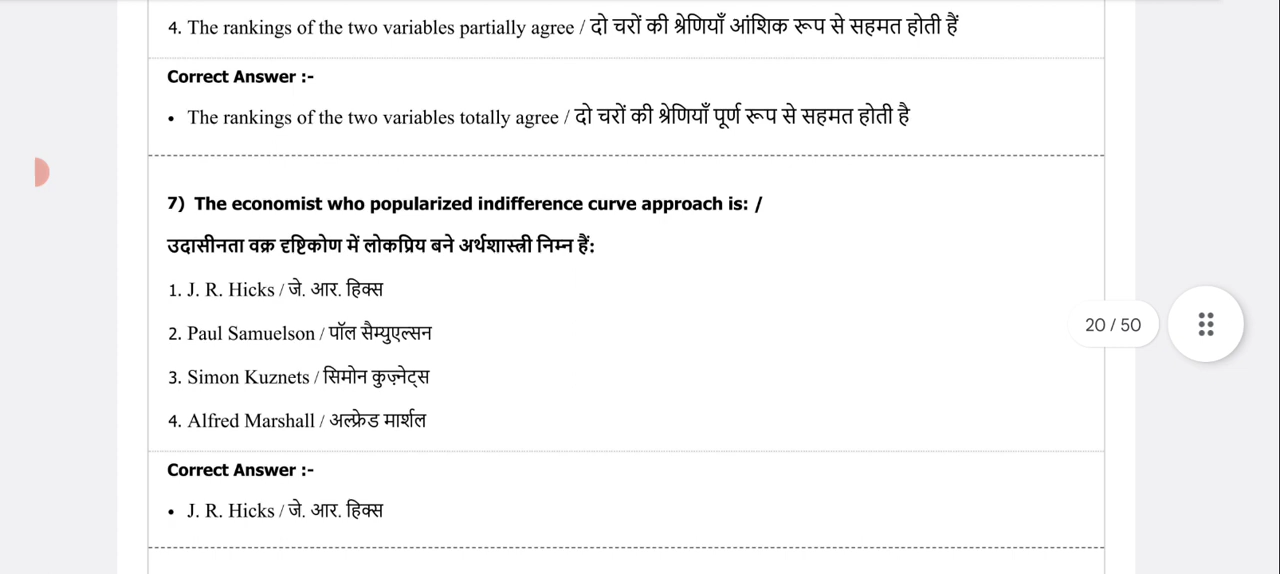 4. The rankings of the two variables partially agree / दो चरों की श्रेणियाँ आंशिक रूप से सहमत होती हैं
Correct Answer :-
• The rankings of the two variables totally agree / दो चरों की श्रेणियाँ पूर्ण रूप से सहमत होती है
7) The economist who popularized indifference curve approach is: /
उदासीनता वक्र दृष्टिकोण में लोकप्रिय बने अर्थशास्त्री निम्न हैं:
1. J. R. Hicks / जे. आर. हिक्स
2. Paul Samuelson / पॉल सैम्युएल्सन
3. Simon Kuznets / सिमोन कुज़्नेट्स
4. Alfred Marshall / अल्फ्रेड मार्शल
20 / 50
Correct Answer :-
• J. R. Hicks / जे. आर. हिक्स